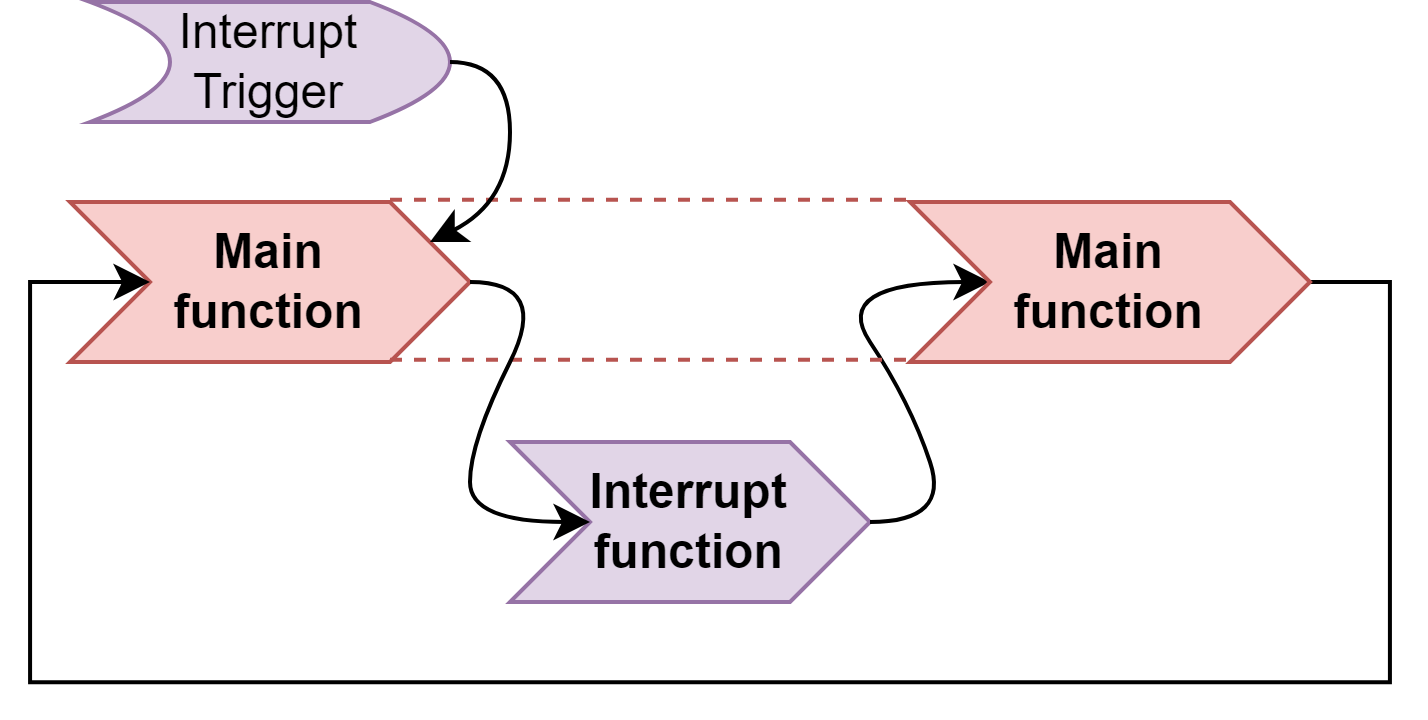 Interrupt
Trigger
Main
function
Main
function
Interrupt
function